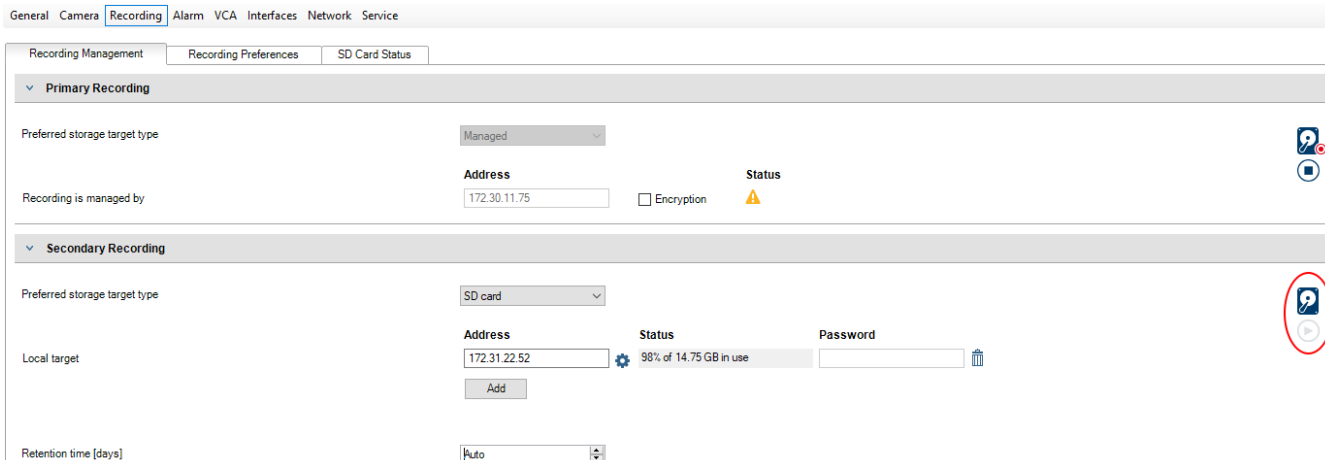 General Camera Recording Alarm VCA Interfaces Network Service
Recording Management Recording Preferences SD Card Status
Primary Recording
Preferred storage target type Managed
Address Status
Recording is managed by 172.30.11.75 Encryption
Secondary Recording
Preferred storage target type SD card
Address Status Password
Local target 172.31.22.52 98% of 14.75 GB in use
Add
Retention time [days] Auto